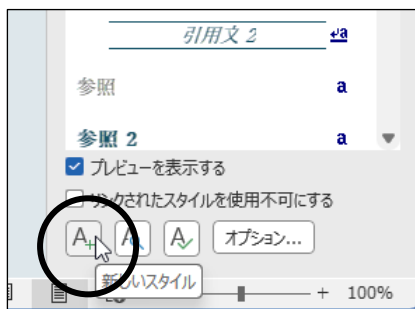 引用文 2
参照 a
参照 2 a
プレビューを表示する
リンクされたスタイルを使用不可にする
オプション...
新しいスタイル
100%